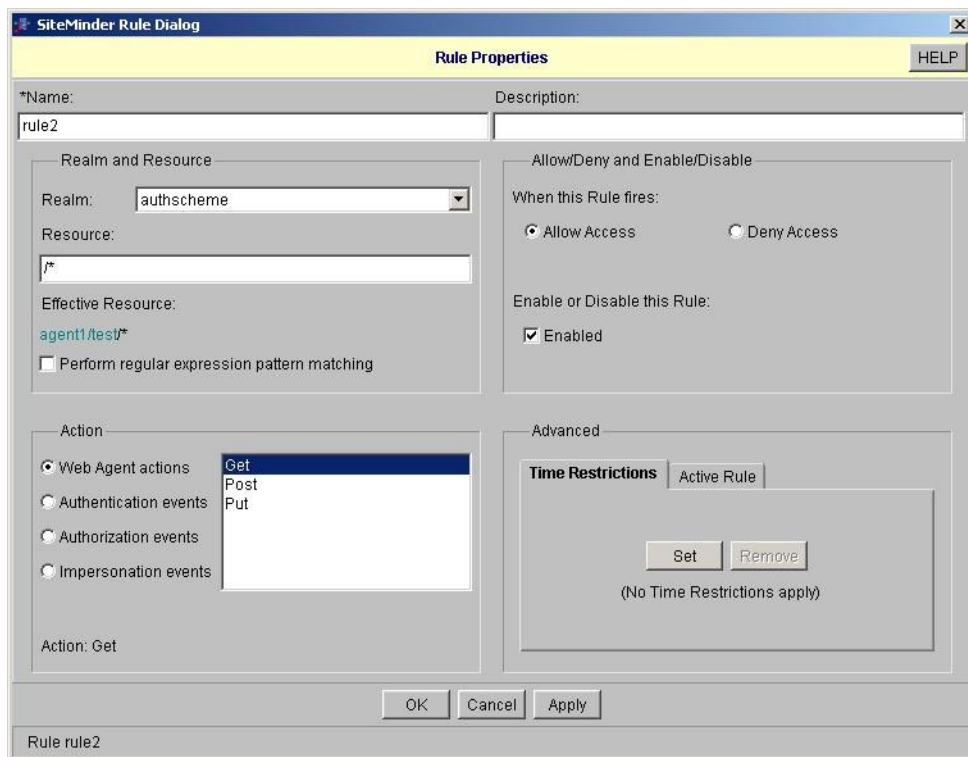 SiteMinder Rule Dialog
Rule Properties
HELP
*Name:
Description:
rule2
Realm and Resource
Realm:
authscheme
Resource:
/*
Effective Resource:
agent1/test/*
Perform regular expression pattern matching
Allow/Deny and Enable/Disable
When this Rule fires:
Allow Access
Deny Access
Enable or Disable this Rule:
Enabled
Action
Web Agent actions
Authentication events
Authorization events
Impersonation events
Get
Post
Put
Action: Get
Advanced
Time Restrictions
Active Rule
Set
Remove
(No Time Restrictions apply)
OK
Cancel
Apply
Rule rule2